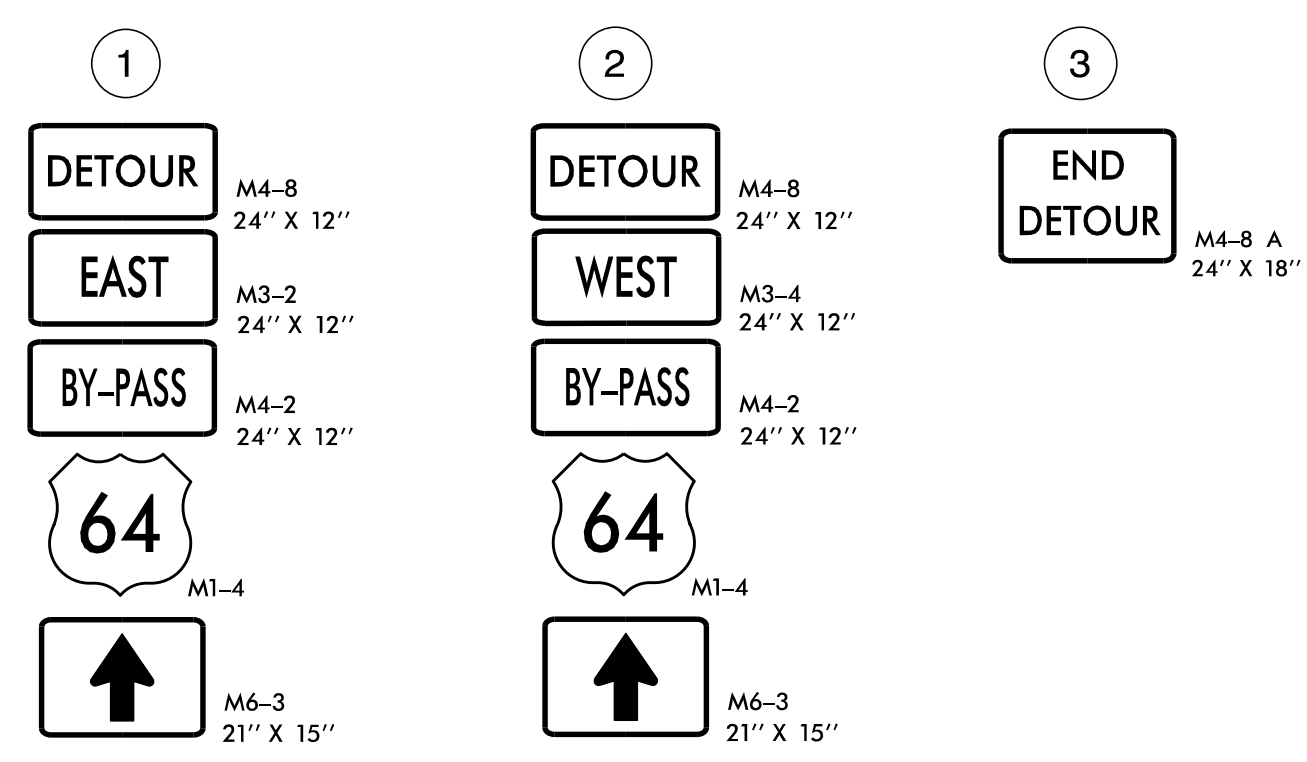 1
DETOUR
M4–8
24’’ X 12’’
EAST
M3–2
24’’ X 12’’
BY–PASS
M4–2
24’’ X 12’’
64
M1–4
M6–3
21’’ X 15’’
2
DETOUR
M4–8
24’’ X 12’’
WEST
M3–4
24’’ X 12’’
BY–PASS
M4–2
24’’ X 12’’
64
M1–4
M6–3
21’’ X 15’’
3
END
DETOUR
M4–8 A
24’’ X 18’’